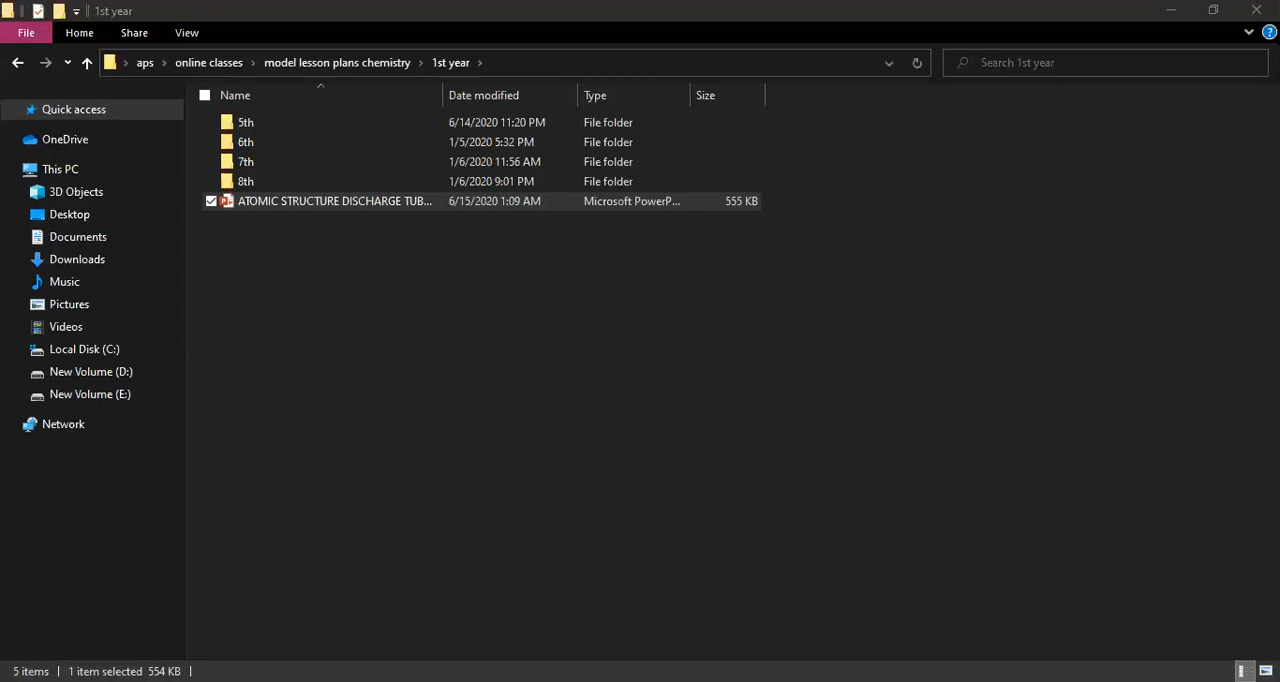 1st year
File Home Share View
aps online classes model lesson plans chemistry 1st year Search 1st year
Name Date modified Type Size
Quick access
OneDrive
This PC
3D Objects
Desktop
Documents
Downloads
Music
Pictures
Videos
Local Disk (C:)
New Volume (D:)
New Volume (E:)
Network
5th 6/14/2020 11:20 PM File folder
6th 1/5/2020 5:32 PM File folder
7th 1/6/2020 11:56 AM File folder
8th 1/6/2020 9:01 PM File folder
ATOMIC STRUCTURE DISCHARGE TUB... 6/15/2020 1:09 AM Microsoft PowerP... 555 KB
5 items 1 item selected 554 KB